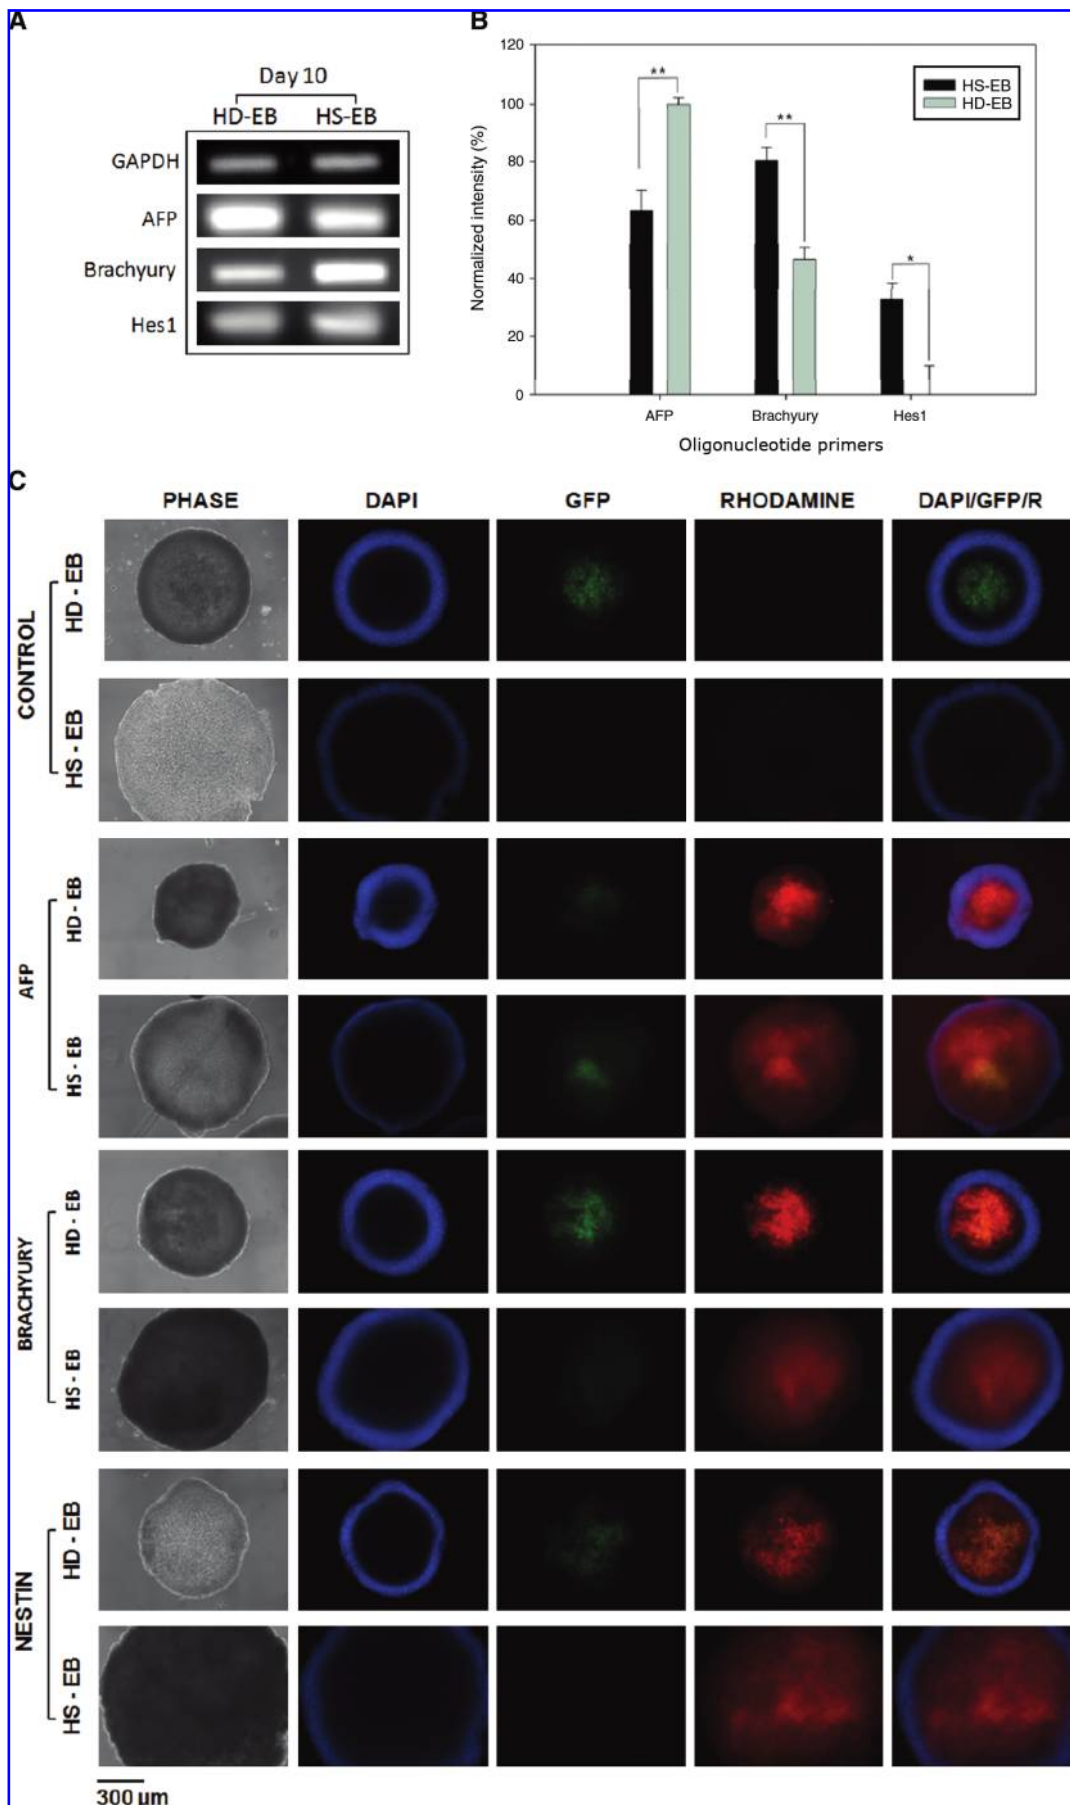 A
Day 10
HD-EB HS-EB
GAPDH
AFP
Brachyury
Hes1
B
120
100
80
60
40
20
0
Normalized intensity (%)
** ** *
HS-EB
HD-EB
AFP Brachyury Hes1
Oligonucleotide primers
C
PHASE DAPI GFP RHODAMINE DAPI/GFP/R
CONTROL
HD - EB
HS - EB
AFP
HD - EB
HS - EB
BRACHYURY
HD - EB
HS - EB
NESTIN
HD - EB
HS - EB
300 µm